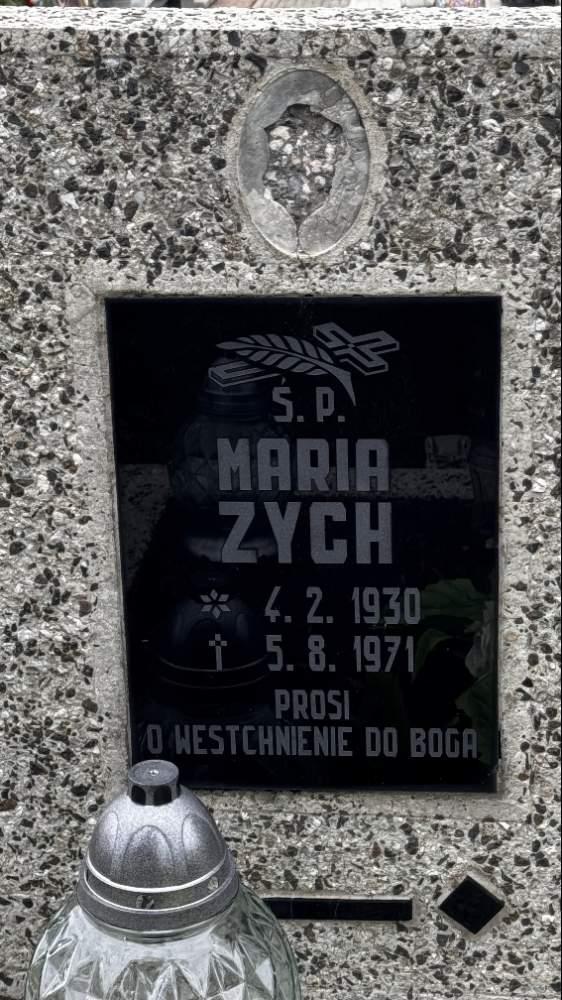 Ś. P.
MARIA
ZYCH
4. 2. 1930
5. 8. 1971
PROSI
O WESTCHNIENIE DO BOGA